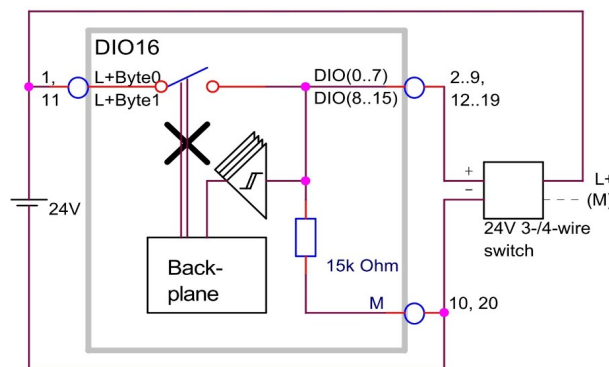 DIO16
1, L+Byte0 DIO(0..7) 2..9,
11 L+Byte1 DIO(8..15) 12..19
+
− L+
24V (M)
24V 3-/4-wire
switch
Back-
plane
15k Ohm
M 10, 20